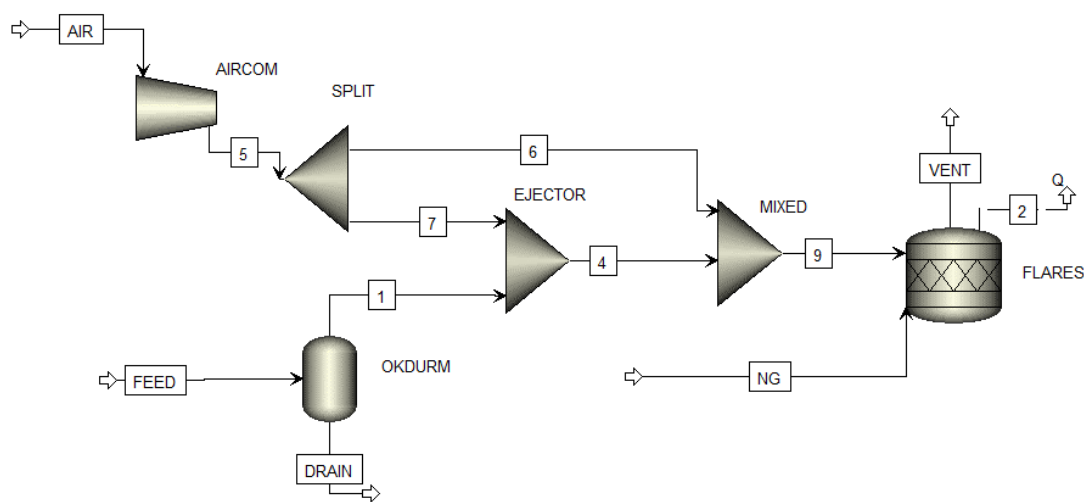 AIR
AIRCOM
SPLIT
5
6
EJECTOR
7
MIXED
4
9
VENT
Q
2
FLARES
1
OKDURM
FEED
NG
DRAIN